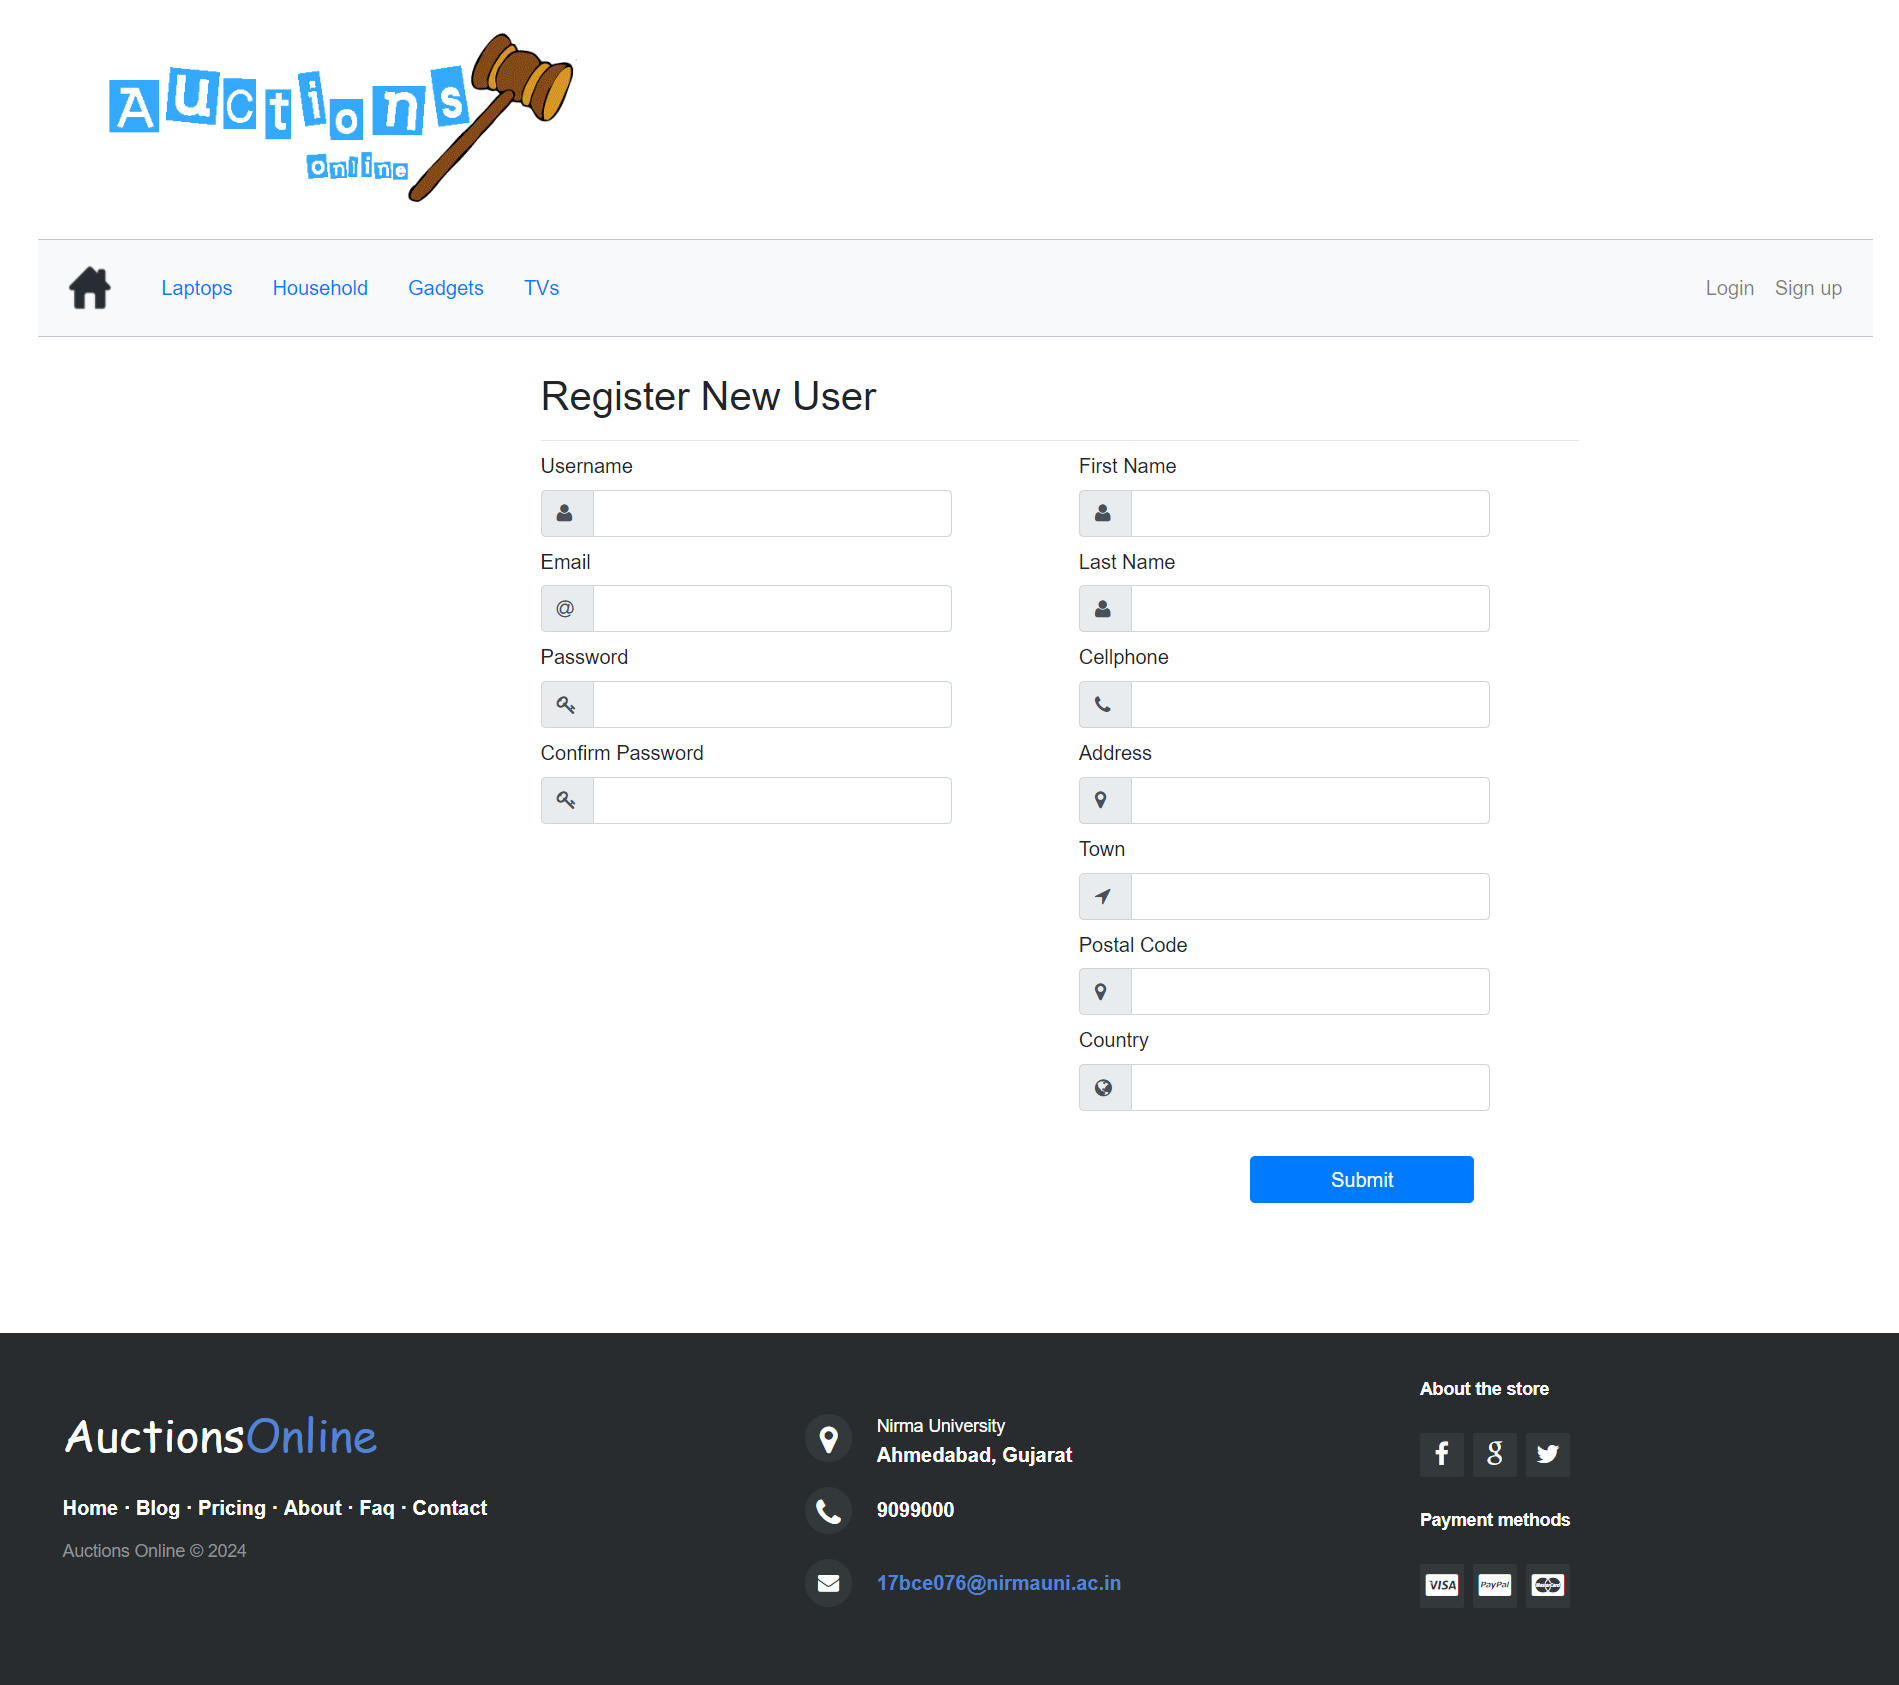 Auctions
online
Laptops Household Gadgets TVs Login Sign up
Register New User
Username
Email
@
Password
Confirm Password
First Name
Last Name
Cellphone
Address
Town
Postal Code
Country
Submit
AuctionsOnline
Home · Blog · Pricing · About · Faq · Contact
Auctions Online © 2024
Nirma University
Ahmedabad, Gujarat
9099000
17bce076@nirmauni.ac.in
About the store
f g
Payment methods
VISA PayPal MasterCard